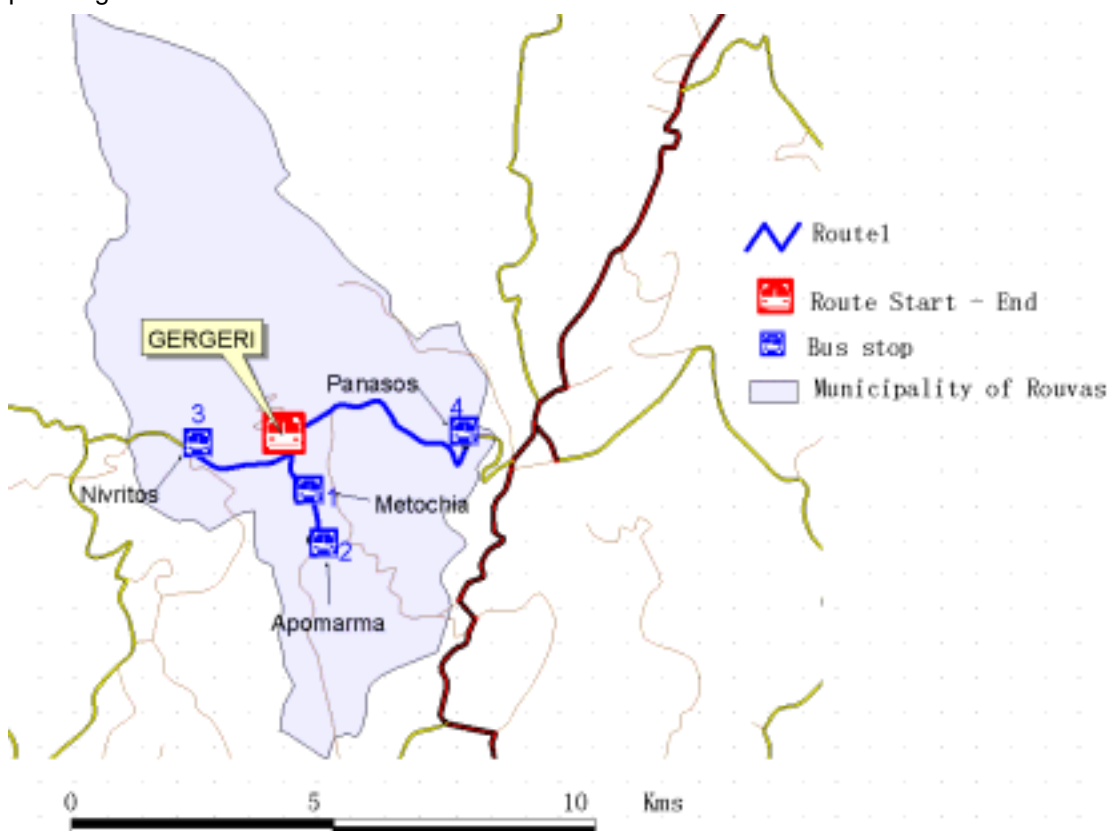 Route1
Route Start - End
GERGERI
Bus stop
Panasos
Municipality of Rouvas
3
4
Nivritos
1
Metochia
2
Apomarma
0 5 10 Kms